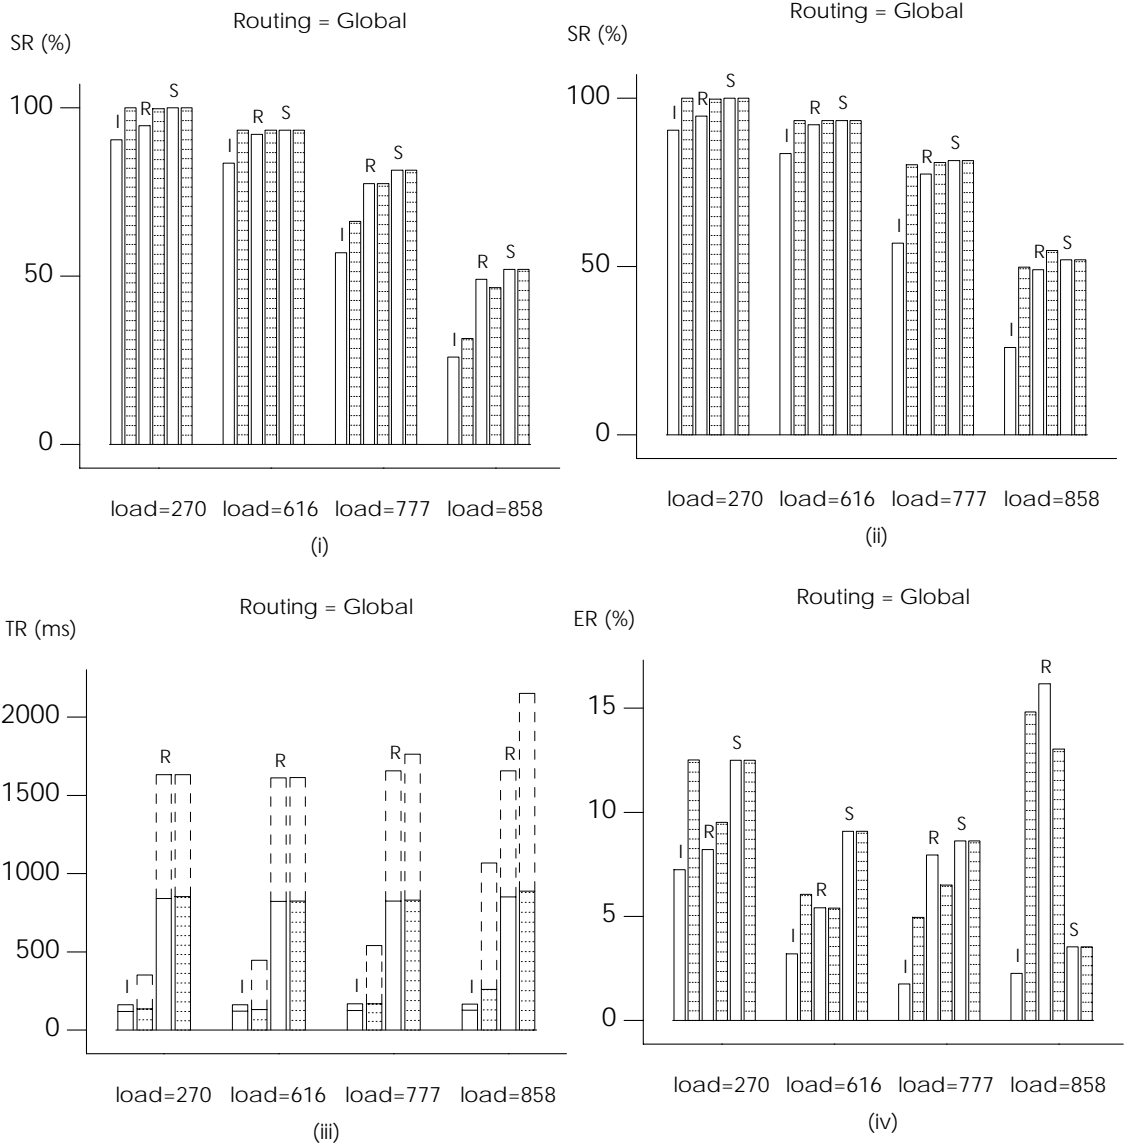 Routing = Global
SR (%)
100
50
0
I
R
S
I
R
S
I
R
S
I
R
S
load=270 load=616 load=777 load=858
(i)
Routing = Global
SR (%)
100
50
0
I
R
S
I
R
S
I
R
S
I
R
S
load=270 load=616 load=777 load=858
(ii)
Routing = Global
TR (ms)
2000
1500
1000
500
0
I
R
I
R
I
R
I
R
load=270 load=616 load=777 load=858
(iii)
Routing = Global
ER (%)
15
10
5
0
I
R
S
I
R
S
I
R
S
I
R
S
load=270 load=616 load=777 load=858
(iv)